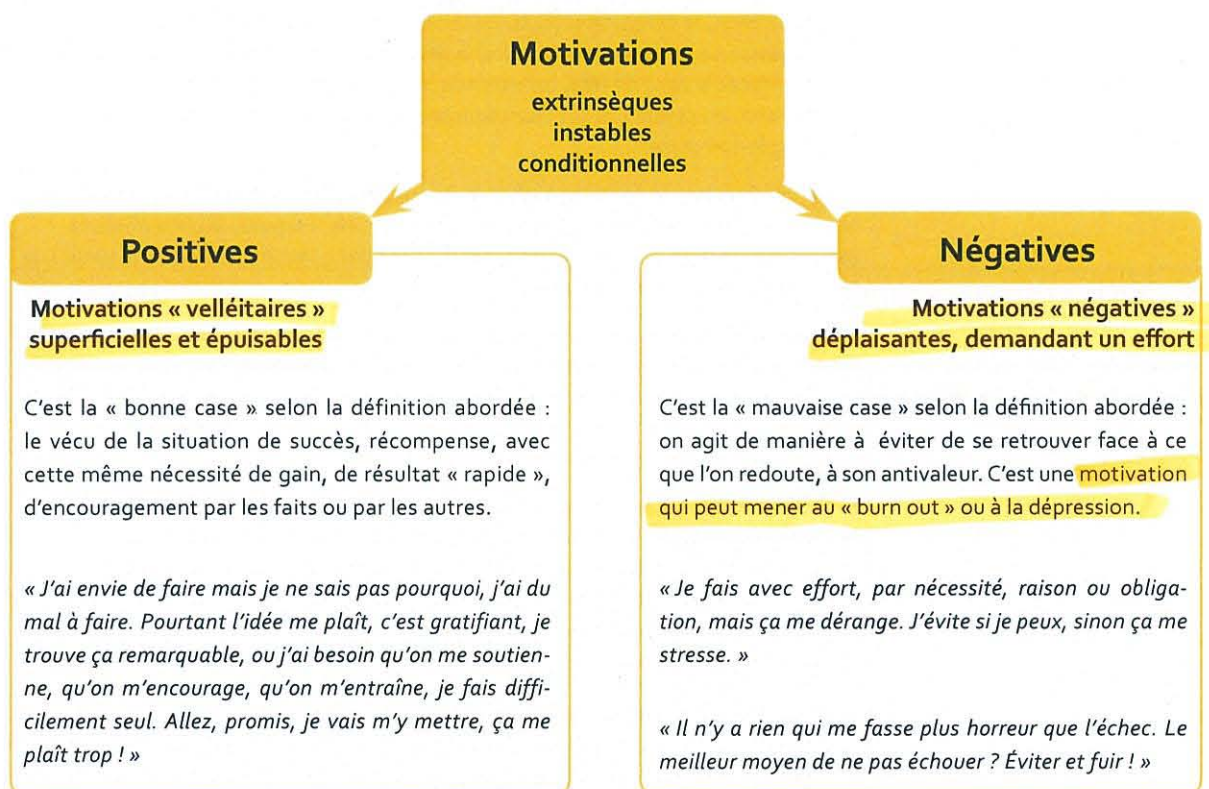 Motivations
extrinsèques
instables
conditionnelles
Positives
Motivations « velléitaires »
superficielles et épuisables
C'est la « bonne case » selon la définition abordée :
le vécu de la situation de succès, récompense, avec
cette même nécessité de gain, de résultat « rapide »,
d'encouragement par les faits ou par les autres.
« J'ai envie de faire mais je ne sais pas pourquoi, j'ai du
mal à faire. Pourtant l'idée me plaît, c'est gratifiant, je
trouve ça remarquable, ou j'ai besoin qu'on me soutien-
ne, qu'on m'encourage, qu'on m'entraîne, je fais diffi-
cilement seul. Allez, promis, je vais m'y mettre, ça me
plaît trop ! »
Négatives
Motivations « négatives »
déplaisantes, demandant un effort
C'est la « mauvaise case » selon la définition abordée :
on agit de manière à éviter de se retrouver face à ce
que l'on redoute, à son antivaleur. C'est une motivation
qui peut mener au « burn out » ou à la dépression.
« Je fais avec effort, par nécessité, raison ou obliga-
tion, mais ça me dérange. J'évite si je peux, sinon ça me
stresse. »
« Il n'y a rien qui me fasse plus horreur que l'échec. Le
meilleur moyen de ne pas échouer ? Éviter et fuir ! »